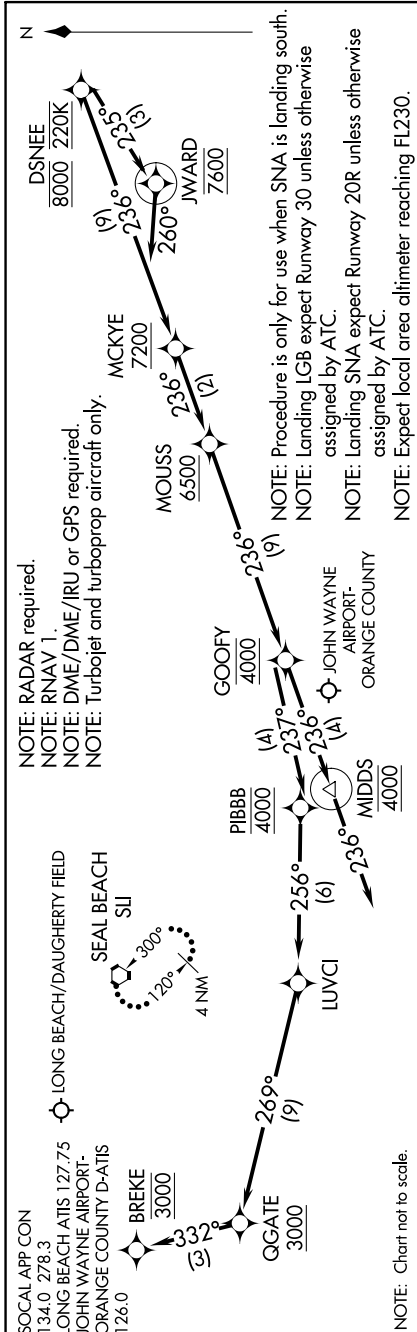 SOCAL APP CON
134.0 278.3
LONG BEACH ATIS 127.75
JOHN WAYNE AIRPORT-
ORANGE COUNTY D-ATIS
126.0
LONG BEACH/DAUGHERTY FIELD
SEAL BEACH
SLI
300°
120°
4 NM
NOTE: RADAR required.
NOTE: RNAV 1.
NOTE: DME/DME/IRU or GPS required.
NOTE: Turbojet and turboprop aircraft only.
N
DSNEE
8000 220K
235°
(3)
JWARD
7600
260°
(9)
236°
MCKYE
7200
236°
(2)
MOUSS
6500
236°
(9)
GOOFY
4000
JOHN WAYNE
AIRPORT-
ORANGE COUNTY
(4)
237°
236°
(4)
PIBBB
4000
MIDDS
4000
236°
256°
(6)
LUVCI
269°
(9)
QGATE
3000
332°
(3)
BREKE
3000
NOTE: Procedure is only for use when SNA is landing south.
NOTE: Landing LGB expect Runway 30 unless otherwise
assigned by ATC.
NOTE: Landing SNA expect Runway 20R unless otherwise
assigned by ATC.
NOTE: Expect local area altimeter reaching FL230.
NOTE: Chart not to scale.